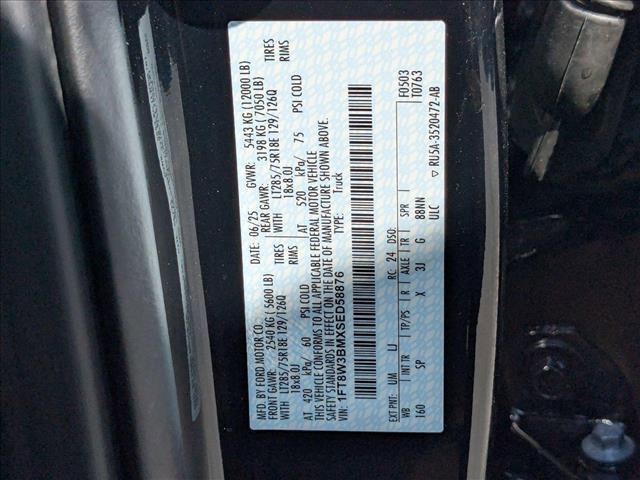 MFD. BY FORD MOTOR CO.
DATE: 06/25 GVWR: 5443 KG (12000 LB)
FRONT GAWR: 2540 KG (5600 LB) REAR GAWR: 3198 KG (7050 LB)
WITH LT285/75R18E 129/126Q TIRES WITH LT285/75R18E 129/126Q TIRES
18x8.0J RIMS 18x8.0J RIMS
AT 420 kPa/ 60 PSI COLD AT 520 kPa/ 75 PSI COLD
THIS VEHICLE CONFORMS TO ALL APPLICABLE FEDERAL MOTOR VEHICLE
SAFETY STANDARDS IN EFFECT ON THE DATE OF MANUFACTURE SHOWN ABOVE.
VIN: 1FT8W3BMXSED58876 TYPE: Truck
F0503
T0763
EXT PNT: UM UJ RC: 24 DSO:
WB INT TR TP/PS R AXLE TR SPR
160 SP X 3J G 88NN
ULC
▽ RU5A-3520472-AB